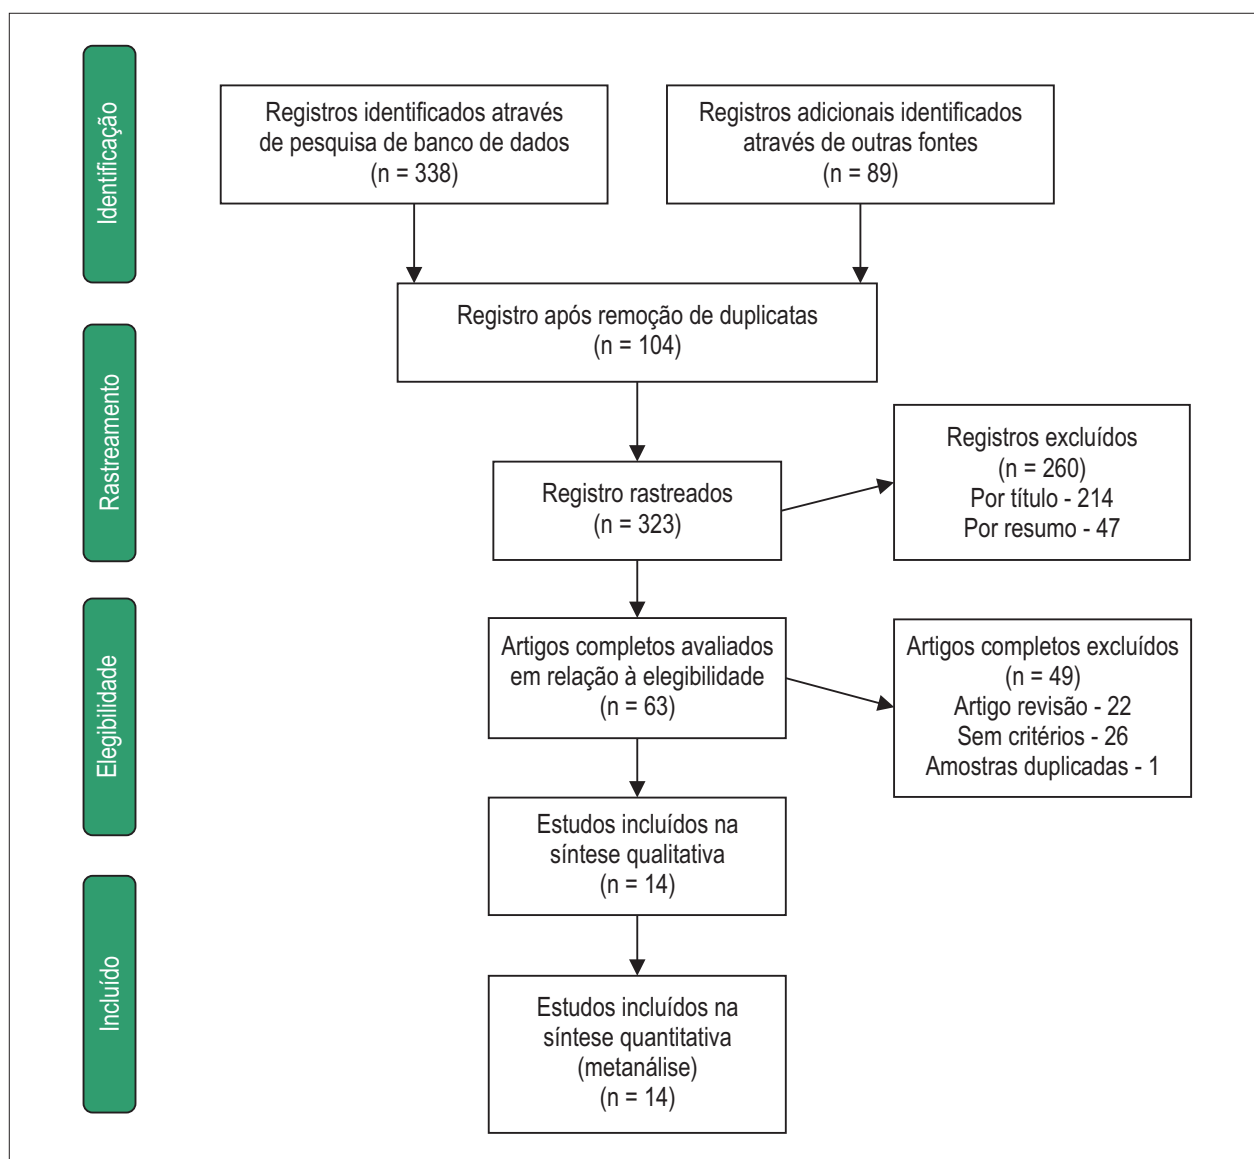 Identificação
Registros identificados através
de pesquisa de banco de dados
(n = 338)
Registros adicionais identificados
através de outras fontes
(n = 89)
Registro após remoção de duplicatas
(n = 104)
Rastreamento
Registro rastreados
(n = 323)
Registros excluídos
(n = 260)
Por título - 214
Por resumo - 47
Elegibilidade
Artigos completos avaliados
em relação à elegibilidade
(n = 63)
Artigos completos excluídos
(n = 49)
Artigo revisão - 22
Sem critérios - 26
Amostras duplicadas - 1
Estudos incluídos na
síntese qualitativa
(n = 14)
Incluído
Estudos incluídos na
síntese quantitativa
(metanálise)
(n = 14)